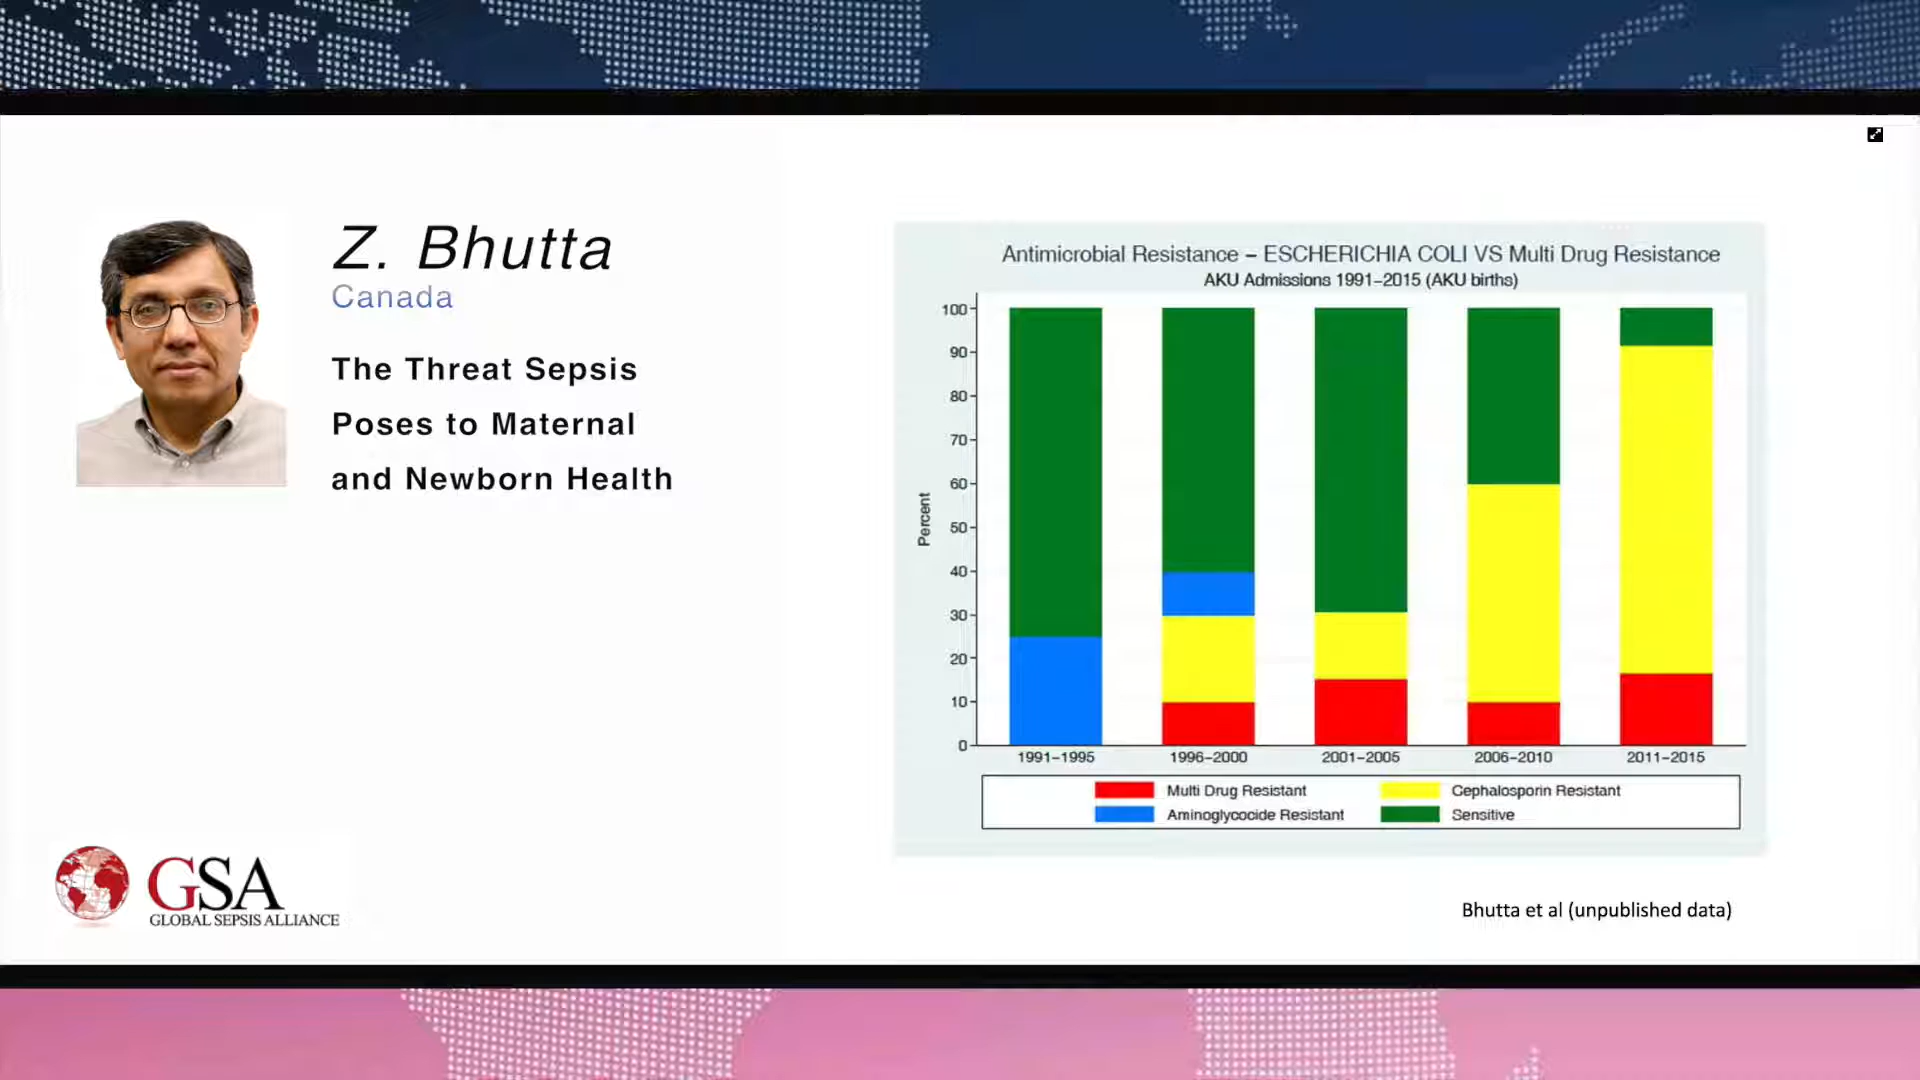 Z. Bhutta
Canada
The Threat Sepsis
Poses to Maternal
and Newborn Health
GSA
GLOBAL SEPSIS ALLIANCE
Antimicrobial Resistance – ESCHERICHIA COLI VS Multi Drug Resistance
AKU Admissions 1991–2015 (AKU births)
Percent
100
90
80
70
60
50
40
30
20
10
0
1991–1995 1996–2000 2001–2005 2006–2010 2011–2015
Multi Drug Resistant Cephalosporin Resistant
Aminoglycocide Resistant Sensitive
Bhutta et al (unpublished data)